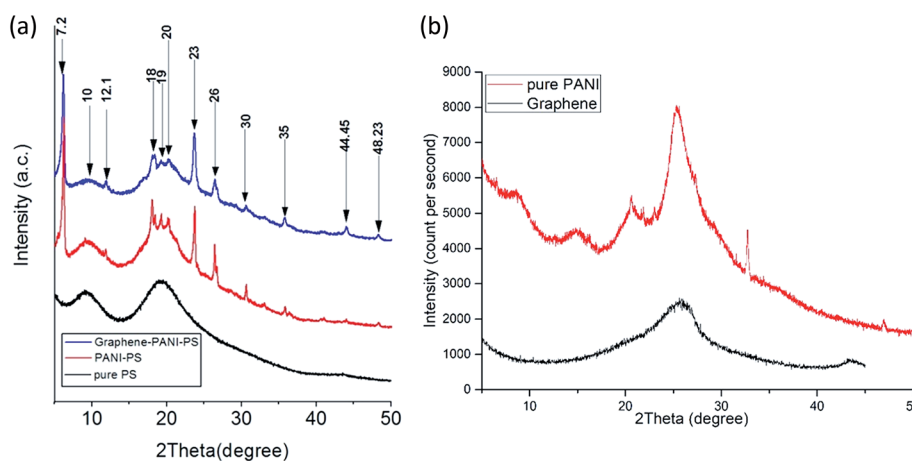 (a)
7.2
10
12.1
18
19
20
23
26
30
35
44.45
48.23
Intensity (a.c.)
Graphene-PANI-PS
PANI-PS
pure PS
10 20 30 40 50
2Theta(degree)
(b)
9000
8000
7000
6000
5000
4000
3000
2000
1000
0
Intensity (count per second)
pure PANI
Graphene
10 20 30 40 50
2Theta (degree)